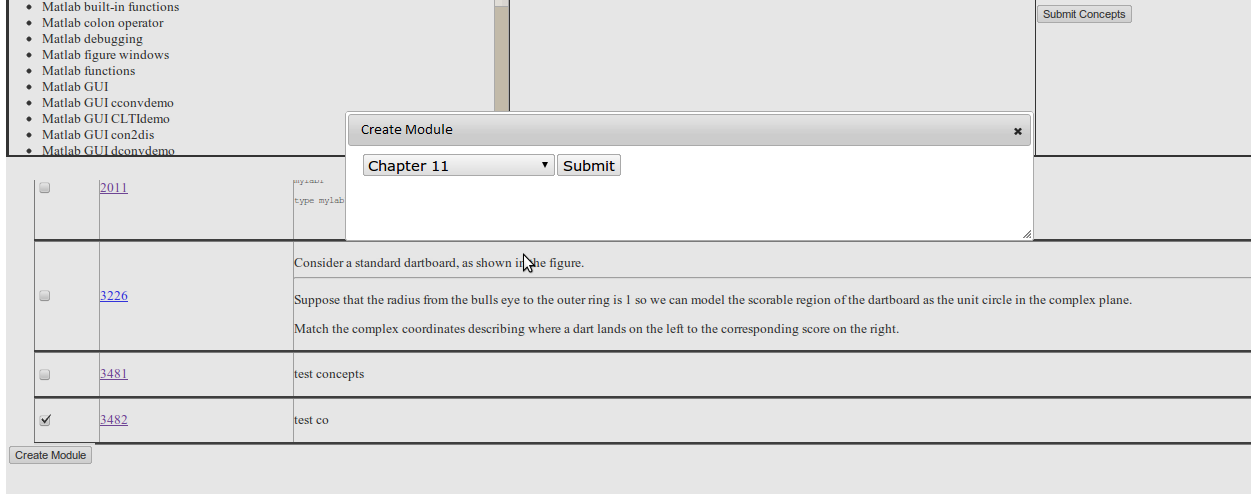 Matlab built-in functions
Matlab colon operator
Matlab debugging
Matlab figure windows
Matlab functions
Matlab GUI
Matlab GUI cconvdemo
Matlab GUI CLTIdemo
Matlab GUI con2dis
Matlab GUI dconvdemo
Submit Concepts
Create Module
Chapter 11 Submit
2011
type mylab
3226
Consider a standard dartboard, as shown in the figure.
Suppose that the radius from the bulls eye to the outer ring is 1 so we can model the scorable region of the dartboard as the unit circle in the complex plane.
Match the complex coordinates describing where a dart lands on the left to the corresponding score on the right.
3481 test concepts
3482 test co
Create Module